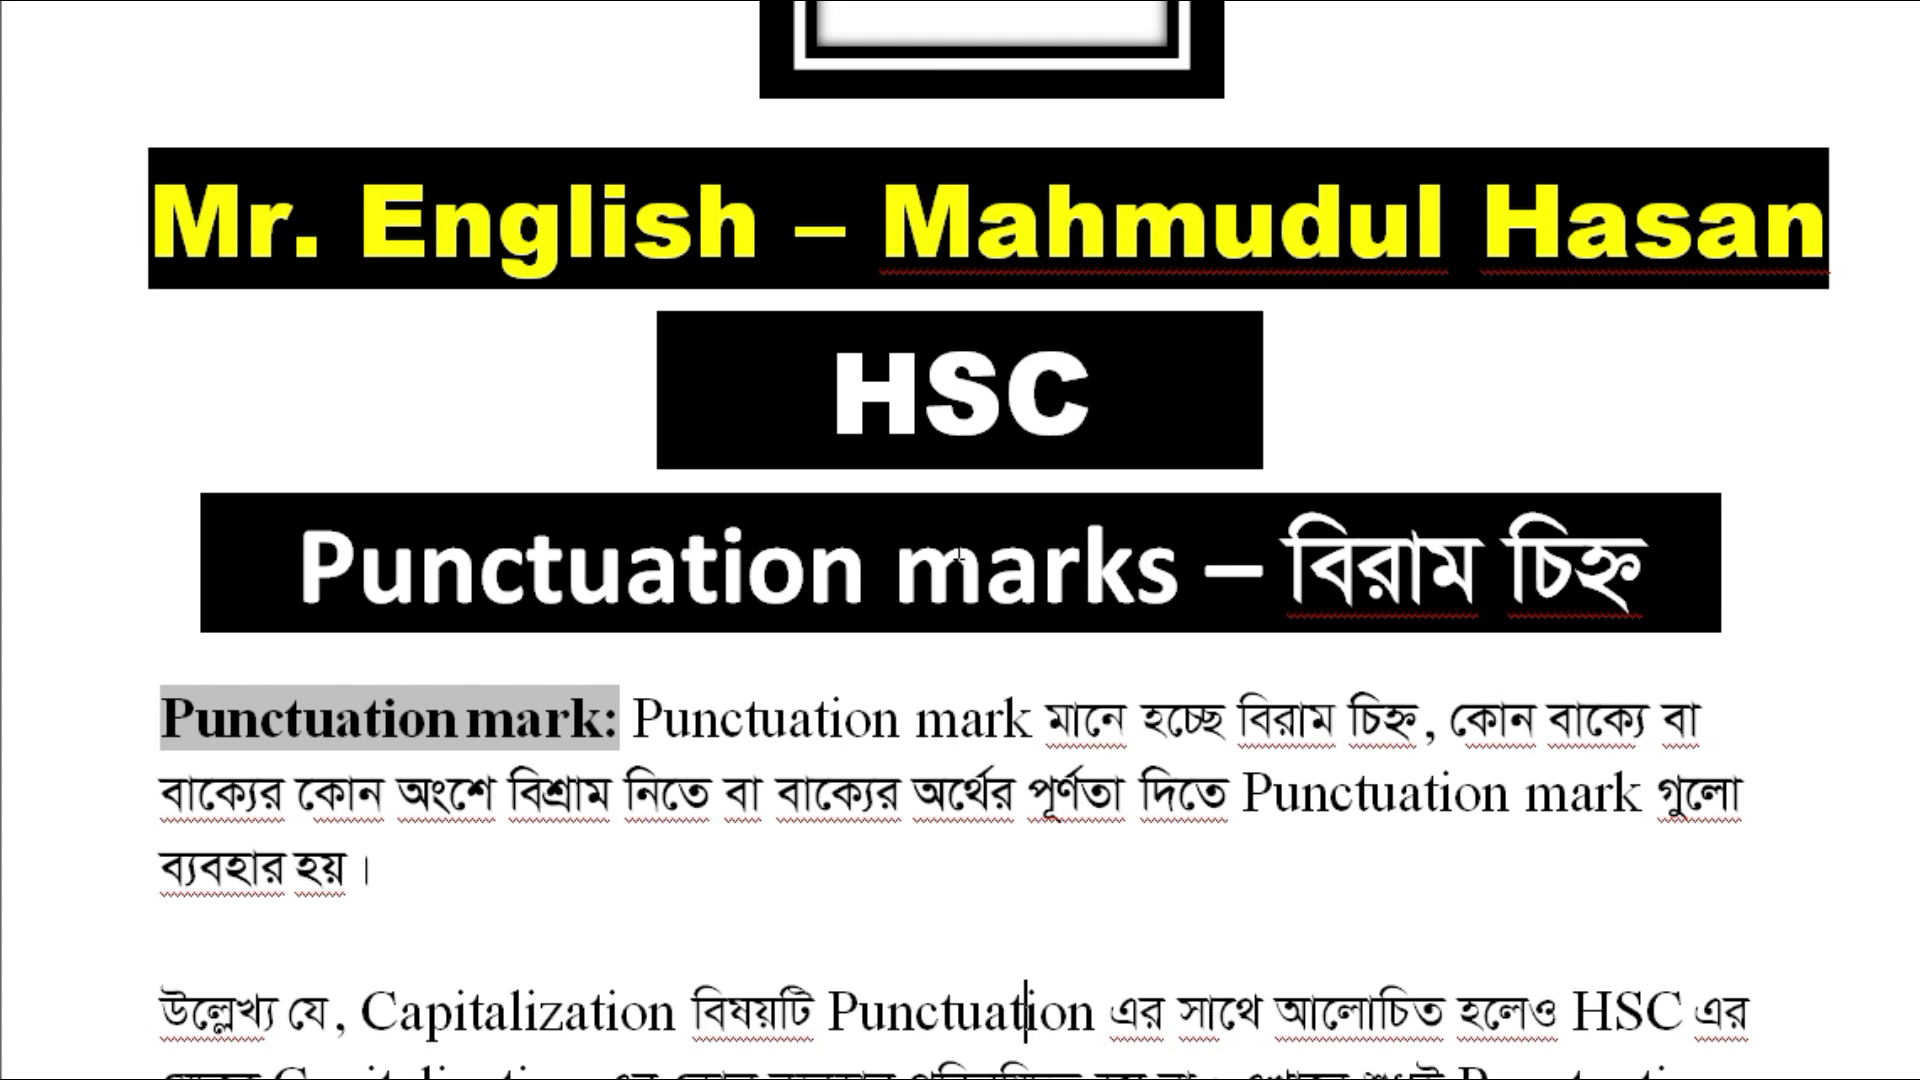 Mr. English – Mahmudul Hasan
HSC
Punctuation marks – বিরাম চিহ্ন
Punctuation mark: Punctuation mark মানে হচ্ছে বিরাম চিহ্ন, কোন বাক্যে বা
বাক্যের কোন অংশে বিশ্রাম নিতে বা বাক্যের অর্থের পূর্ণতা দিতে Punctuation mark গুলো
ব্যবহার হয়।
উল্লেখ্য যে, Capitalization বিষয়টি Punctuation এর সাথে আলোচিত হলেও HSC এর